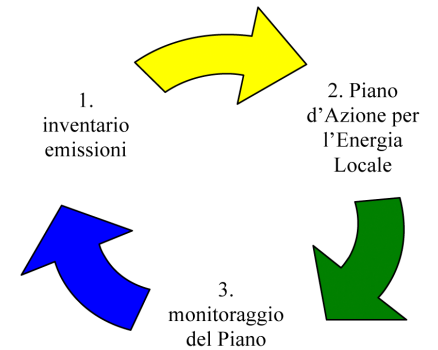 1.
inventario
emissioni
2. Piano
d’Azione per
l’Energia
Locale
3.
monitoraggio
del Piano